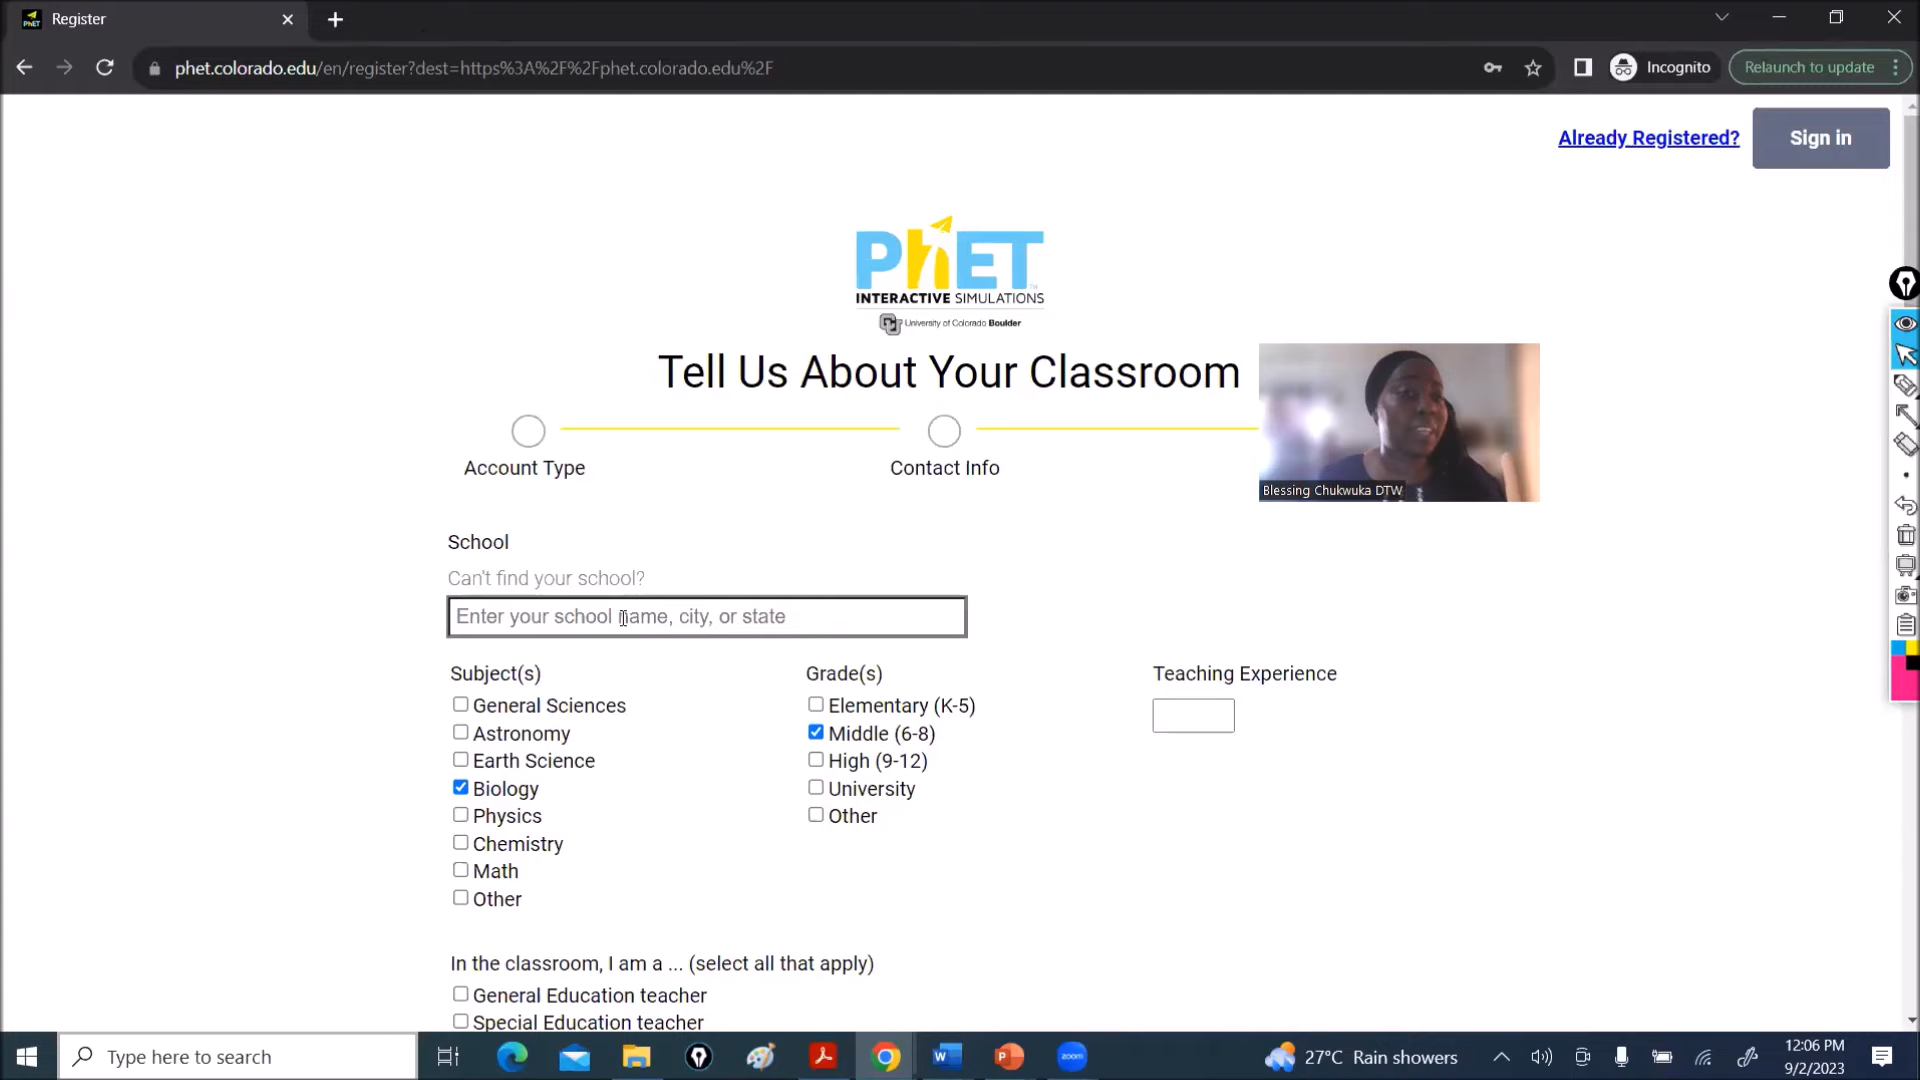 Register
phet.colorado.edu/en/register?dest=https%3A%2F%2Fphet.colorado.edu%2F
Incognito
Relaunch to update
Already Registered?
Sign in
PhET
INTERACTIVE SIMULATIONS
University of Colorado Boulder
Tell Us About Your Classroom
Account Type
Contact Info
Blessing Chukwuka DTW
School
Can't find your school?
Enter your school name, city, or state
Subject(s)
General Sciences
Astronomy
Earth Science
Biology
Physics
Chemistry
Math
Other
Grade(s)
Elementary (K-5)
Middle (6-8)
High (9-12)
University
Other
Teaching Experience
In the classroom, I am a ... (select all that apply)
General Education teacher
Special Education teacher
Type here to search
zoom
27°C Rain showers
12:06 PM
9/2/2023